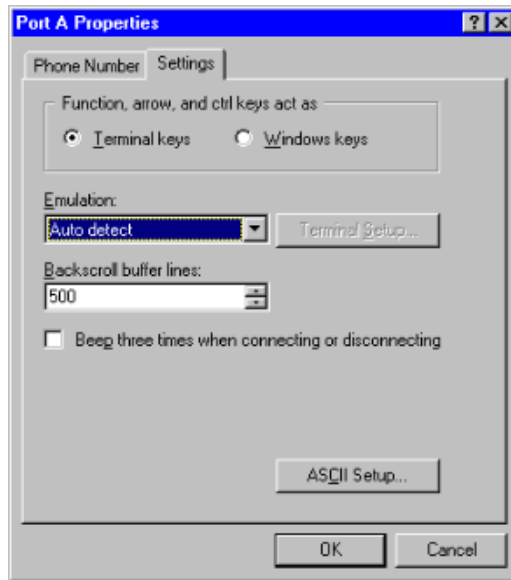 Port A Properties
Phone Number Settings
Function, arrow, and ctrl keys act as
Terminal keys Windows keys
Emulation:
Auto detect Terminal Setup...
Backscroll buffer lines:
500
Beep three times when connecting or disconnecting
ASCII Setup...
OK Cancel